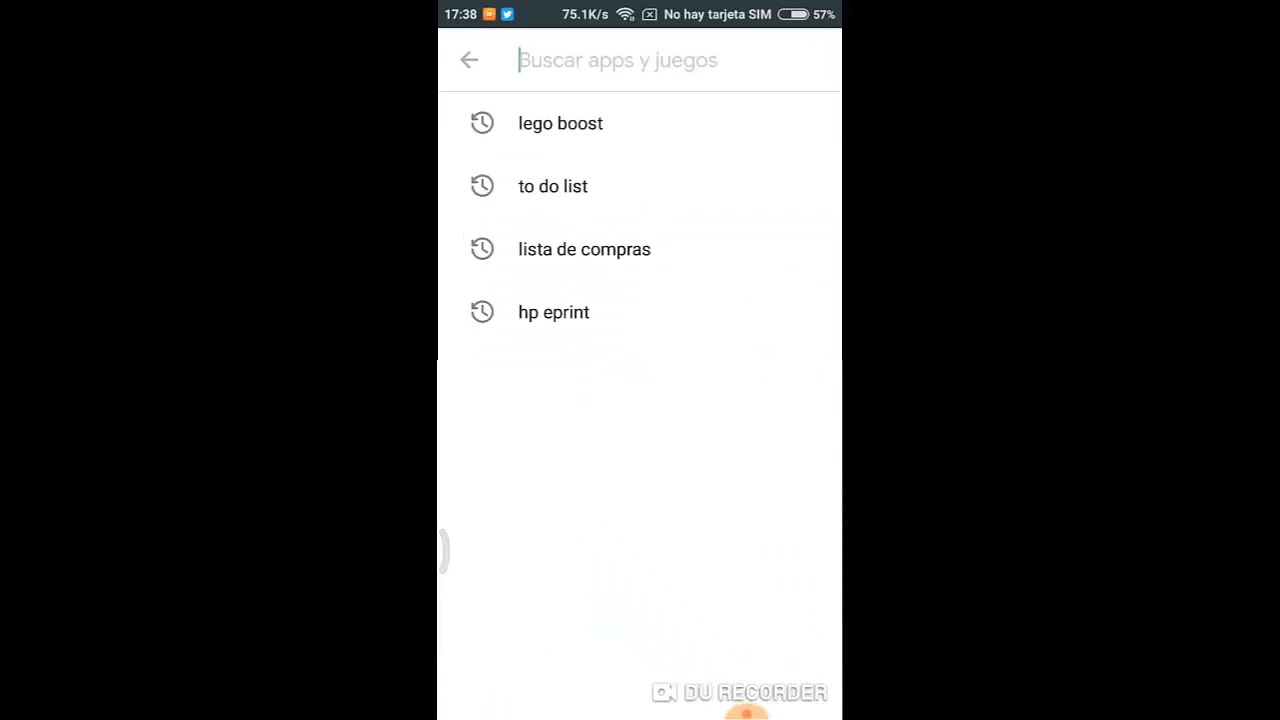 17:38 75.1K/s No hay tarjeta SIM 57%
Buscar apps y juegos
lego boost
to do list
lista de compras
hp eprint
DU RECORDER